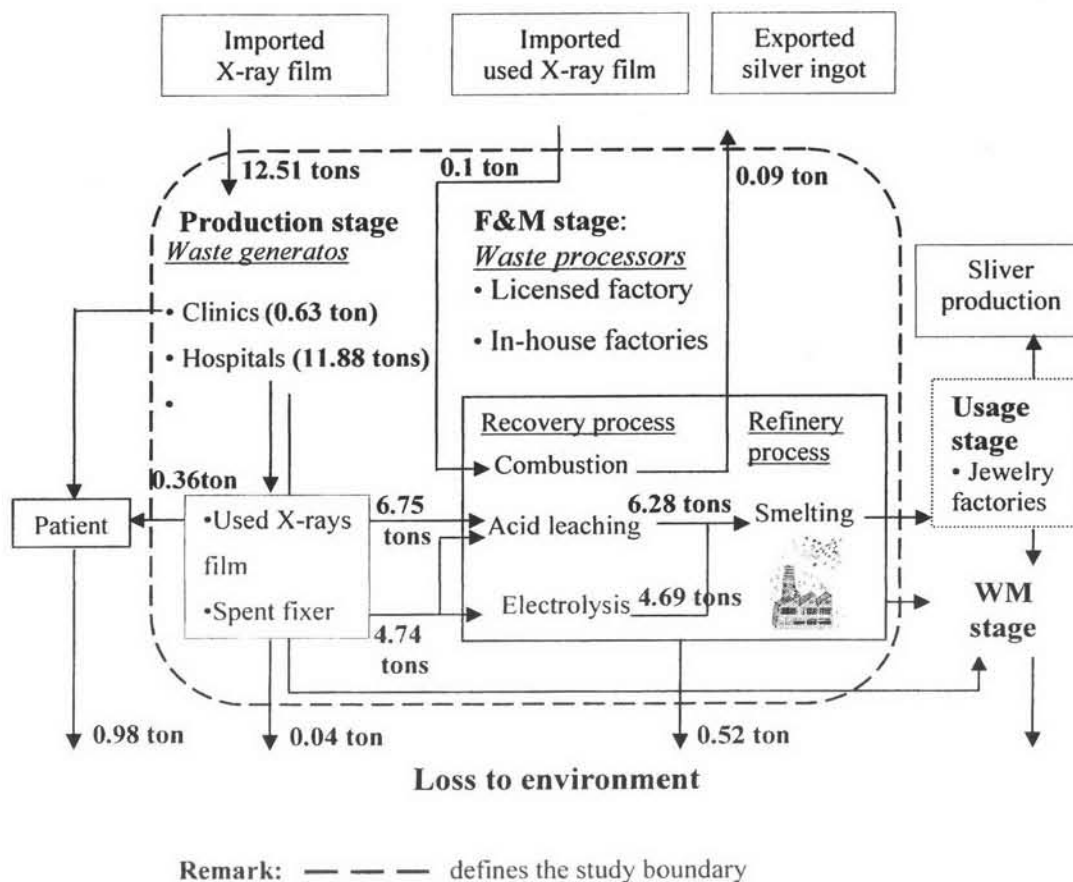 Imported
X-ray film
Imported
used X-ray film
Exported
silver ingot
12.51 tons
0.1 ton
0.09 ton
Production stage
Waste generatos
• Clinics (0.63 ton)
• Hospitals (11.88 tons)
•
F&M stage:
Waste processors
• Licensed factory
• In-house factories
Sliver
production
Usage
stage
• Jewelry
factories
Recovery process
Refinery
process
Combustion
0.36ton
Patient
•Used X-rays
film
•Spent fixer
6.75
tons
Acid leaching
6.28 tons
Smelting
Electrolysis
4.69 tons
4.74
tons
WM
stage
0.98 ton
0.04 ton
0.52 ton
Loss to environment
Remark: — — — defines the study boundary